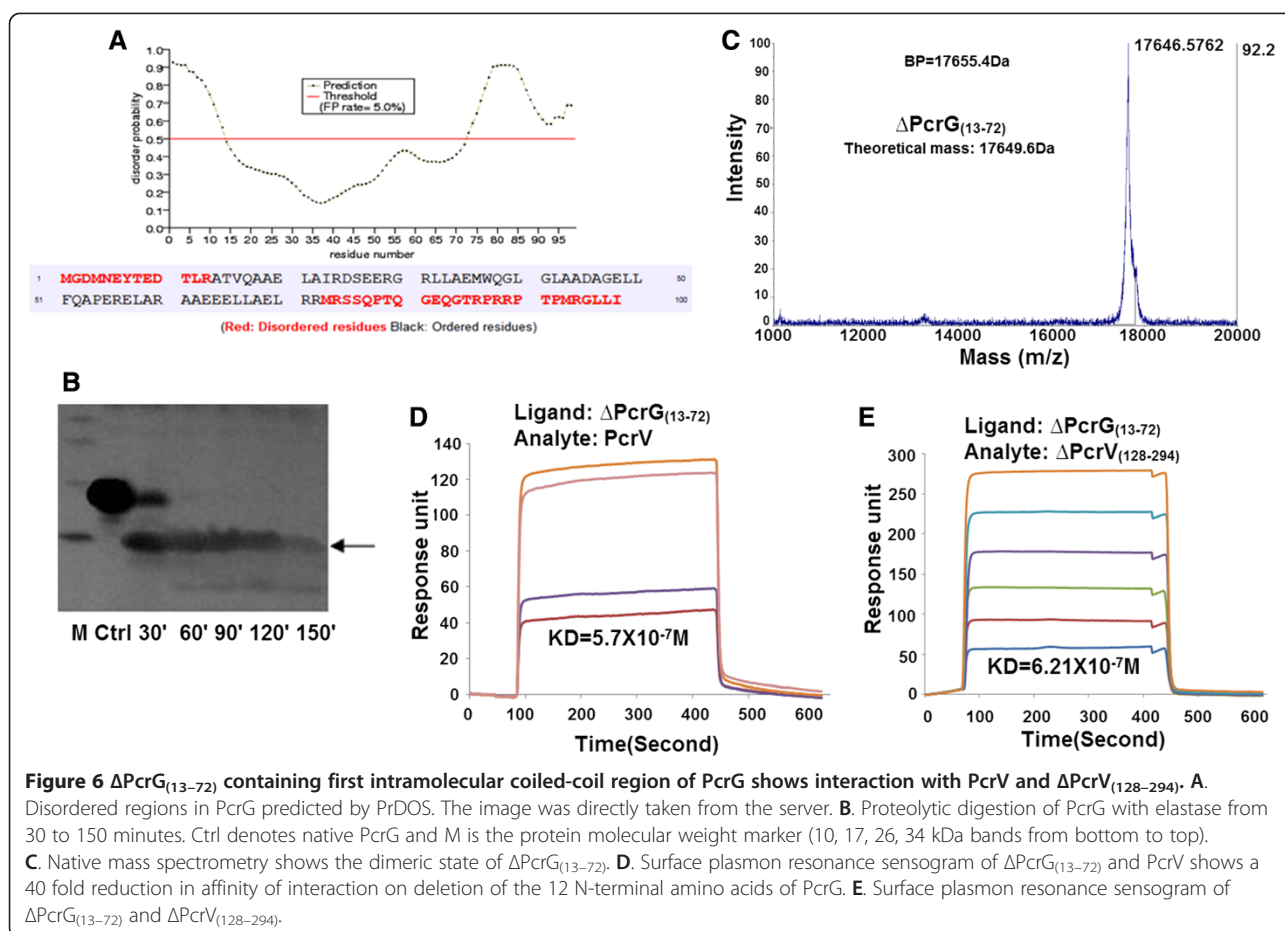 A
1.0
0.9
0.8
0.7
0.6
0.5
0.4
0.3
0.2
0.1
0.0
disorder probability
Prediction
Threshold
(FP rate= 5.0%)
0 5 10 15 20 25 30 35 40 45 50 55 60 65 70 75 80 85 90 95
residue number
1 MGDMNEYTED TLRATVQAAE LAIRDSEERG RLLAEMWQGL GLAADAGELL 50
51 FQAPERELAR AAEEELLAEL RRMRSSQPTQ GEQGTRPRRP TPMRGLLI 100
(Red: Disordered residues Black: Ordered residues)
B
M Ctrl 30' 60' 90' 120' 150'
C
100
90
80
70
60
50
40
30
20
10
0
Intensity
17646.5762
92.2
BP=17655.4Da
ΔPcrG(13-72)
Theoretical mass: 17649.6Da
10000 12000 14000 16000 18000 20000
Mass (m/z)
D
Ligand: ΔPcrG(13-72)
Analyte: PcrV
140
120
100
80
60
40
20
0
Response unit
KD=5.7X10⁻⁷M
0 100 200 300 400 500 600
Time(Second)
E
Ligand: ΔPcrG(13-72)
Analyte: ΔPcrV(128-294)
300
250
200
150
100
50
0
Response unit
KD=6.21X10⁻⁷M
0 100 200 300 400 500 600
Time(Second)
Figure 6 ΔPcrG(13–72) containing first intramolecular coiled-coil region of PcrG shows interaction with PcrV and ΔPcrV(128–294). A.
Disordered regions in PcrG predicted by PrDOS. The image was directly taken from the server. B. Proteolytic digestion of PcrG with elastase from
30 to 150 minutes. Ctrl denotes native PcrG and M is the protein molecular weight marker (10, 17, 26, 34 kDa bands from bottom to top).
C. Native mass spectrometry shows the dimeric state of ΔPcrG(13–72). D. Surface plasmon resonance sensogram of ΔPcrG(13–72) and PcrV shows a
40 fold reduction in affinity of interaction on deletion of the 12 N-terminal amino acids of PcrG. E. Surface plasmon resonance sensogram of
ΔPcrG(13–72) and ΔPcrV(128–294).